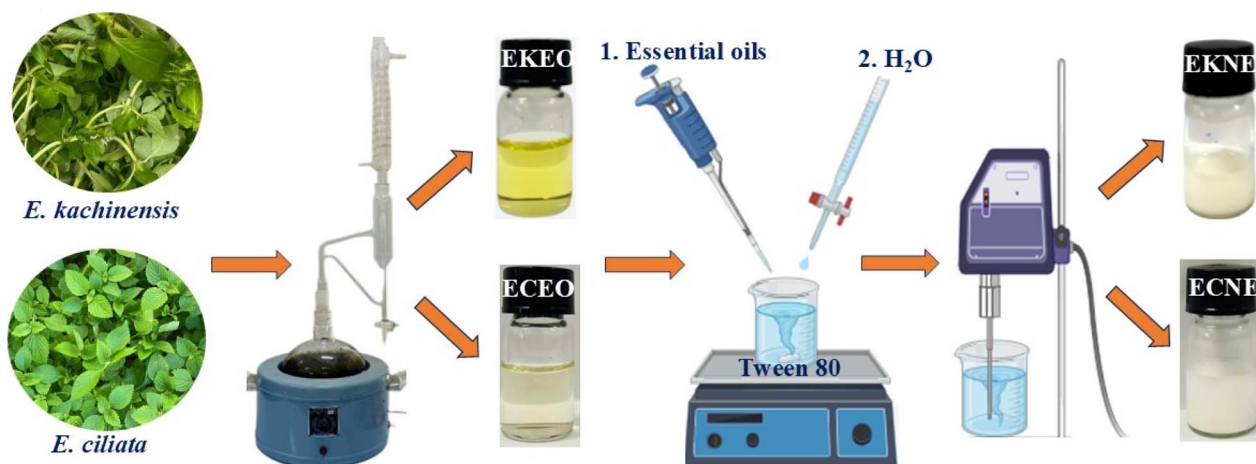 E. kachinensis
E. ciliata
EKEO
ECEO
1. Essential oils
2. H₂O
Tween 80
EKNE
ECNE